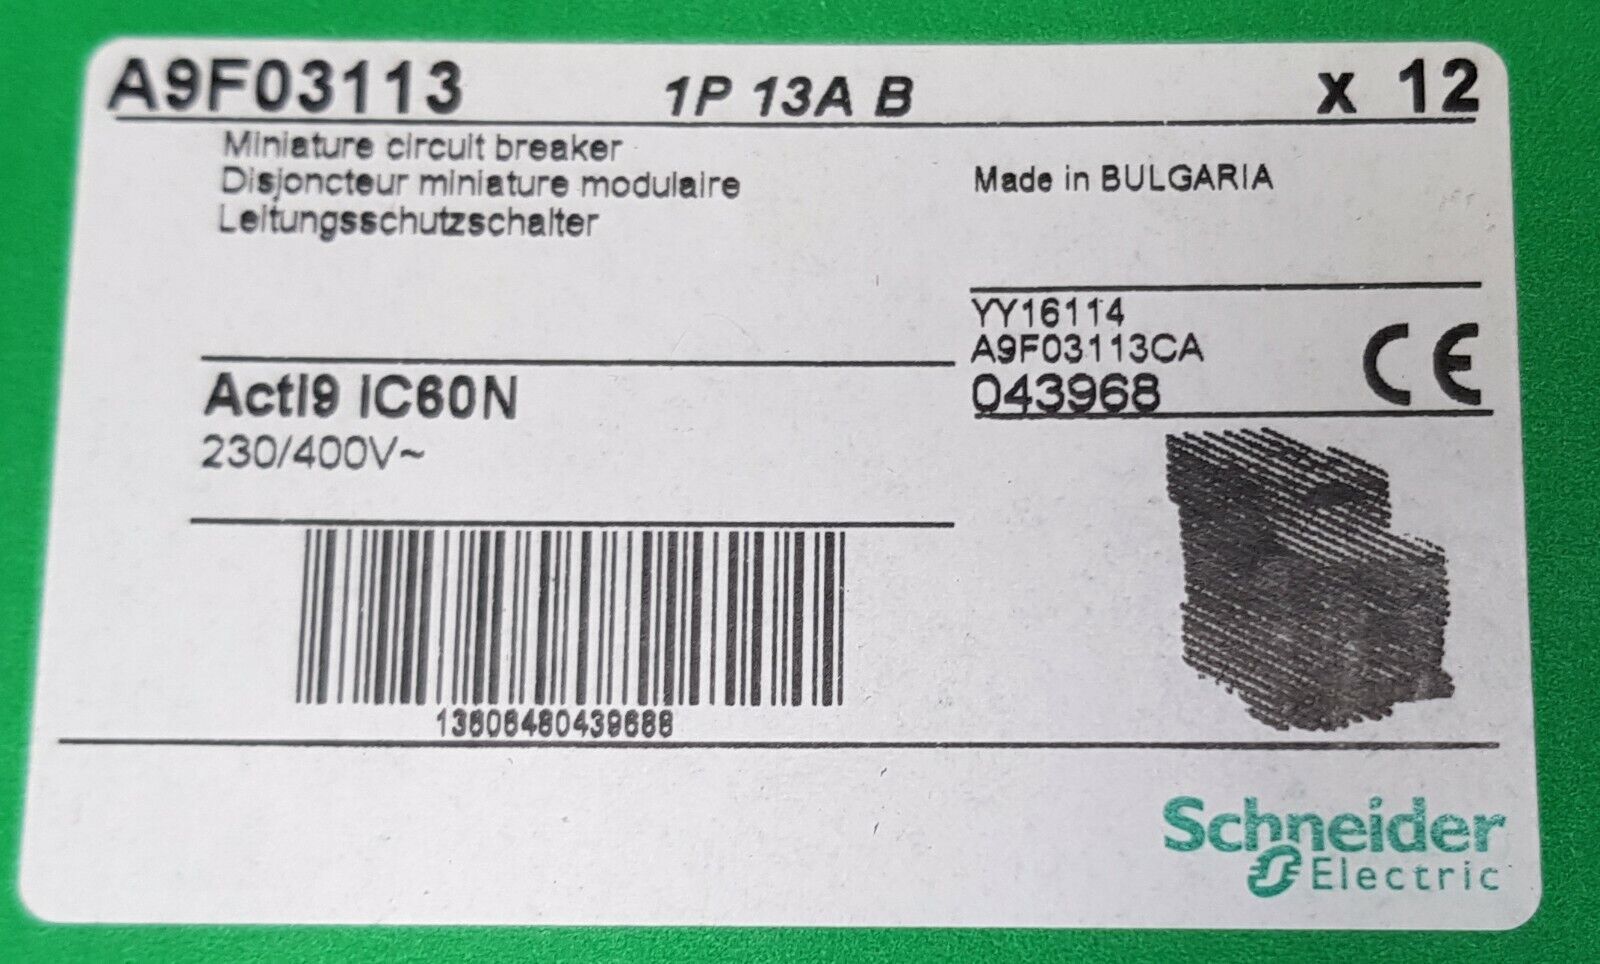 A9F03113 1P 13A B x 12
Miniature circuit breaker
Disjoncteur miniature modulaire
Leitungsschutzschalter
Made in BULGARIA
YY16114
A9F03113CA
043968
CE
Acti9 IC60N
230/400V~
13606480439688
Schneider
Electric